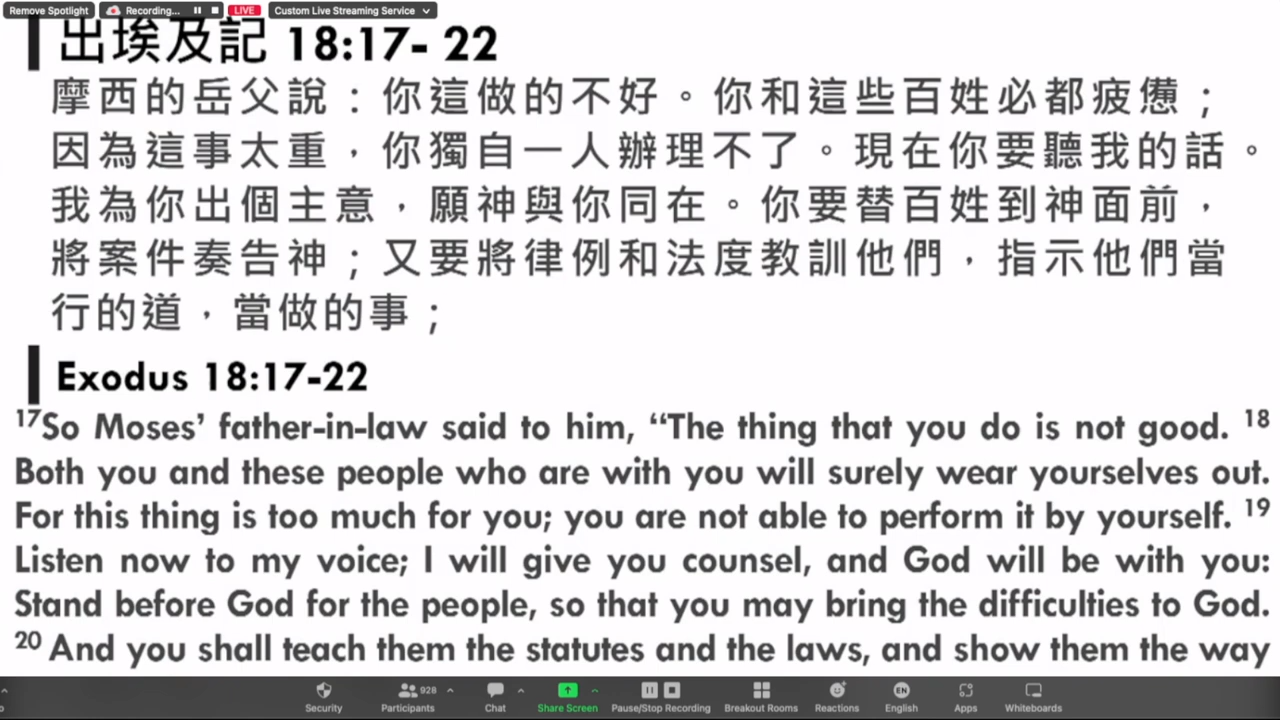 Remove Spotlight Recording... LIVE Custom Live Streaming Service
出埃及記 18:17- 22
摩西的岳父說：你這做的不好。你和這些百姓必都疲憊；
因為這事太重，你獨自一人辦理不了。現在你要聽我的話。
我為你出個主意，願神與你同在。你要替百姓到神面前，
將案件奏告神；又要將律例和法度教訓他們，指示他們當
行的道，當做的事；
Exodus 18:17-22
17So Moses’ father-in-law said to him, “The thing that you do is not good. 18
Both you and these people who are with you will surely wear yourselves out.
For this thing is too much for you; you are not able to perform it by yourself. 19
Listen now to my voice; I will give you counsel, and God will be with you:
Stand before God for the people, so that you may bring the difficulties to God.
20 And you shall teach them the statutes and the laws, and show them the way
928
Security Participants Chat Share Screen Pause/Stop Recording Breakout Rooms Reactions EN English Apps Whiteboards